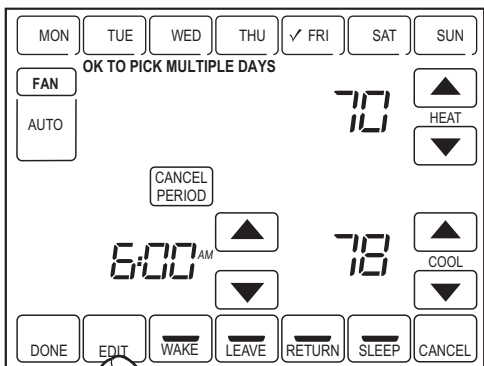 MON TUE WED THU ✓ FRI SAT SUN
OK TO PICK MULTIPLE DAYS
FAN
AUTO
70
HEAT
CANCEL
PERIOD
6:00 AM
78
COOL
DONE EDIT WAKE LEAVE RETURN SLEEP CANCEL